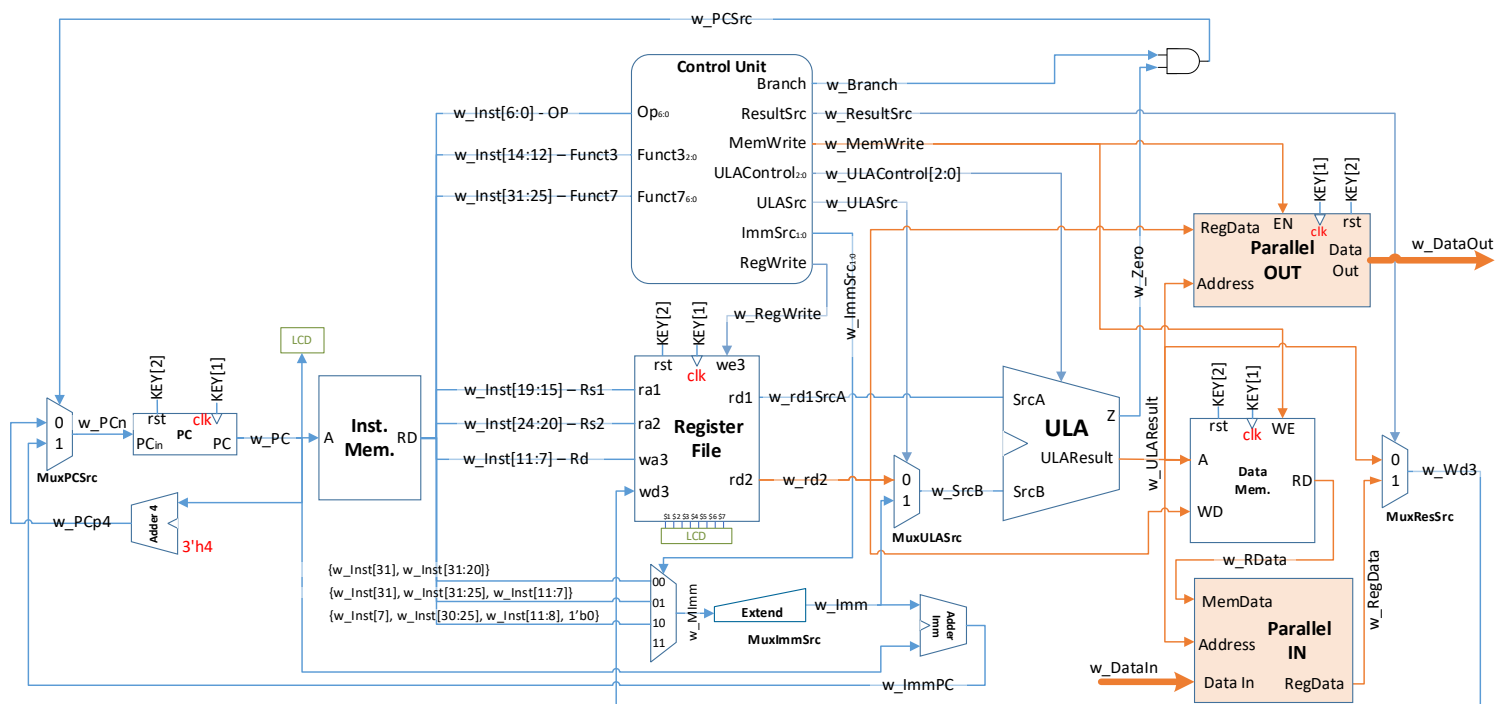 w_PCSrc
Control Unit
Branch
ResultSrc
MemWrite
ULAControl2:0
ULASrc
ImmSrc1:0
RegWrite
Op6:0
Funct32:0
Funct76:0
w_Inst[6:0] - OP
w_Inst[14:12] – Funct3
w_Inst[31:25] – Funct7
w_Branch
w_ResultSrc
w_MemWrite
w_ULAControl[2:0]
w_ULASrc
w_ImmSrc1:0
w_RegWrite
w_Zero
KEY[1]
KEY[2]
RegData
EN
clk
rst
Parallel
OUT
Data
Out
Address
w_DataOut
LCD
KEY[2]
KEY[1]
rst
clk
PCin
PC
PC
0
1
MuxPCSrc
w_PCn
w_PC
w_PCp4
Adder 4
3'h4
A
Inst.
Mem.
RD
w_Inst[19:15] – Rs1
w_Inst[24:20] – Rs2
w_Inst[11:7] – Rd
KEY[2]
KEY[1]
rst
clk
we3
ra1
ra2
wa3
wd3
Register
File
rd1
rd2
$1 $2 $3 $4 $5 $6 $7
LCD
w_rd1SrcA
w_rd2
0
1
MuxULASrc
w_SrcB
SrcA
SrcB
ULA
Z
ULAResult
w_ULAResult
KEY[2]
KEY[1]
rst
clk
WE
A
WD
Data
Mem.
RD
0
1
MuxResSrc
w_Wd3
w_RData
w_RegData
MemData
Address
Data In
Parallel
IN
RegData
w_DataIn
{w_Inst[31], w_Inst[31:20]}
{w_Inst[31], w_Inst[31:25], w_Inst[11:7]}
{w_Inst[7], w_Inst[30:25], w_Inst[11:8], 1'b0}
00
01
10
11
w_MImm
Extend
MuxImmSrc
w_Imm
Adder
Imm
w_ImmPC